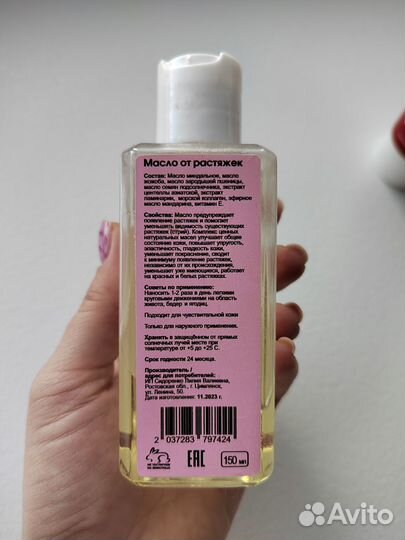 Масло от растяжек
Состав: Масло миндальное, масло
жожоба, масло зародышей пшеницы,
масло семян подсолнечника, экстракт
центеллы азиатской, экстракт
ламинарии, морской коллаген, эфирное
масло мандарина, витамин Е.
Свойства: Масло предупреждает
появление растяжек и помогает
уменьшить видимость существующих
растяжек (стрий). Комплекс ценных
натуральных масел улучшает общее
состояние кожи, повышает упругость,
эластичность, гладкость кожи,
уменьшает покраснение, сводит
к минимуму появление растяжек,
независимо от их происхождения,
уменьшает уже имеющиеся, работает
на красных и белых растяжках.
Советы по применению:
Наносить 1-2 раза в день легкими
круговыми движениями на область
живота, бедер и ягодиц.
Подходит для чувствительной кожи
Только для наружного применения.
Хранить в защищённом от прямых
солнечных лучей месте при
температуре от +5 до +25 С.
Срок годности 24 месяца.
Производитель /
адрес для потребителей:
ИП Сидоренко Лилия Валиевна,
Ростовская обл., г. Цимлянск,
ул. Ленина, 50.
Дата изготовления: 11.2023 г.
2 037283 797424
НЕ ТЕСТИРУЕМ
НА ЖИВОТНЫХ
EAC
150 мл
Avito